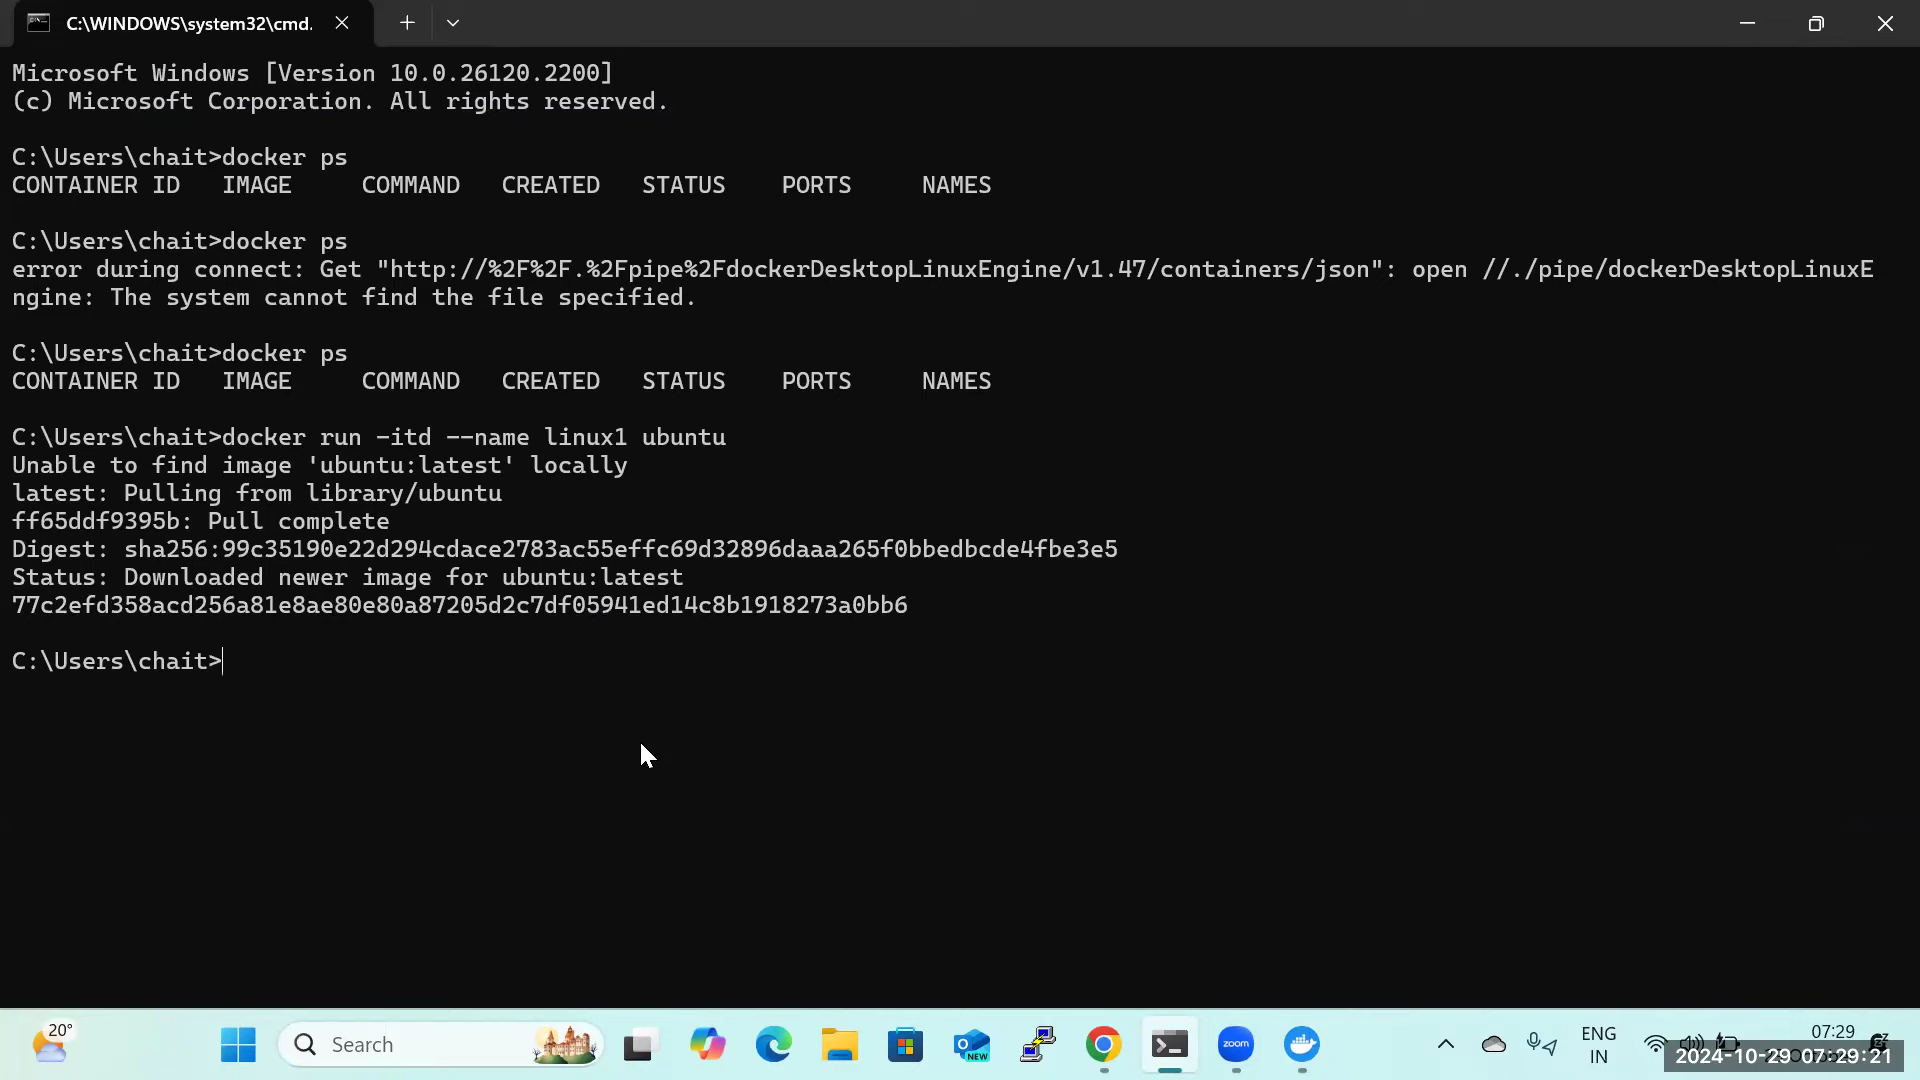 C:\WINDOWS\system32\cmd.
Microsoft Windows [Version 10.0.26120.2200]
(c) Microsoft Corporation. All rights reserved.
C:\Users\chait>docker ps
CONTAINER ID   IMAGE     COMMAND   CREATED   STATUS    PORTS     NAMES
C:\Users\chait>docker ps
error during connect: Get "http://%2F%2F.%2Fpipe%2FdockerDesktopLinuxEngine/v1.47/containers/json": open //./pipe/dockerDesktopLinuxE
ngine: The system cannot find the file specified.
C:\Users\chait>docker ps
CONTAINER ID   IMAGE     COMMAND   CREATED   STATUS    PORTS     NAMES
C:\Users\chait>docker run -itd --name linux1 ubuntu
Unable to find image 'ubuntu:latest' locally
latest: Pulling from library/ubuntu
ff65ddf9395b: Pull complete
Digest: sha256:99c35190e22d294cdace2783ac55effc69d32896daaa265f0bbedbcde4fbe3e5
Status: Downloaded newer image for ubuntu:latest
77c2efd358acd256a81e8ae80e80a87205d2c7df05941ed14c8b1918273a0bb6
C:\Users\chait>
20°
Search
NEW
zoom
ENG
IN
07:29
2024-10-29 07:29:21